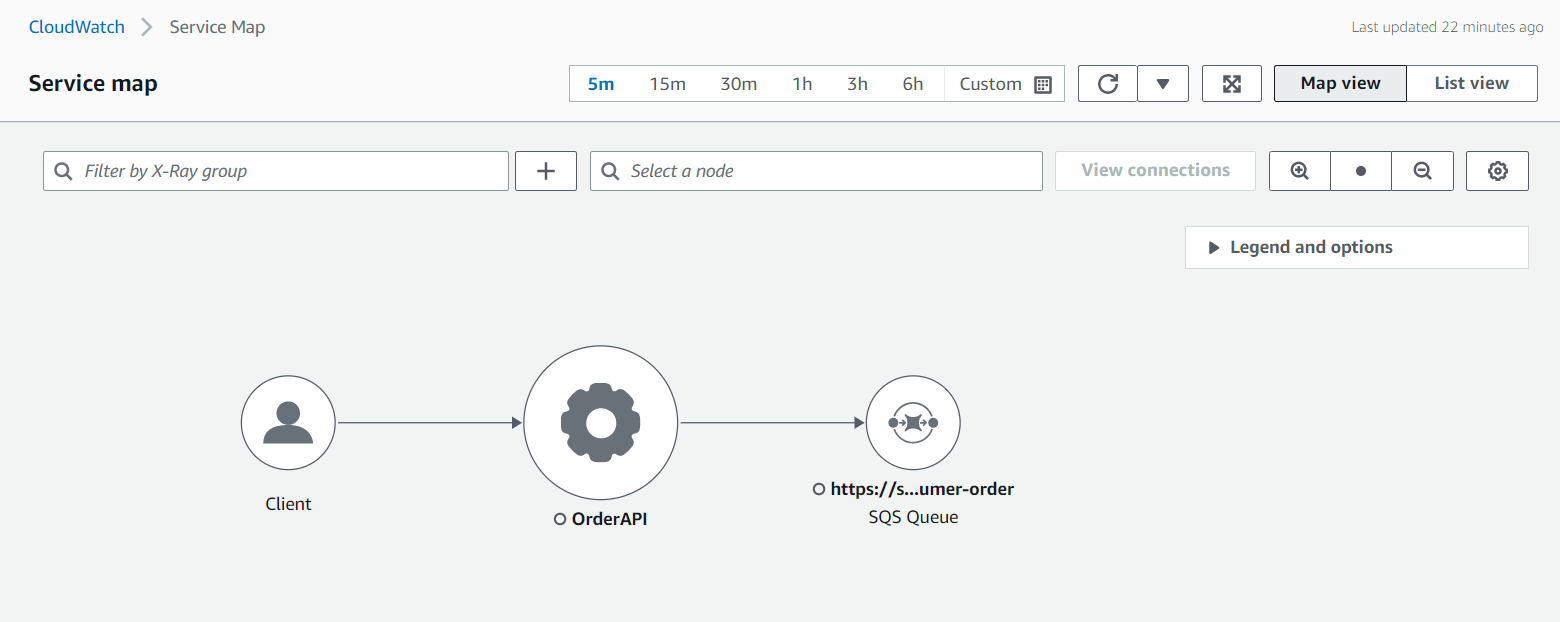 CloudWatch Service Map Last updated 22 minutes ago
Service map 5m 15m 30m 1h 3h 6h Custom Map view List view
Filter by X-Ray group Select a node View connections
Legend and options
Client
OrderAPI
https://s...umer-order
SQS Queue